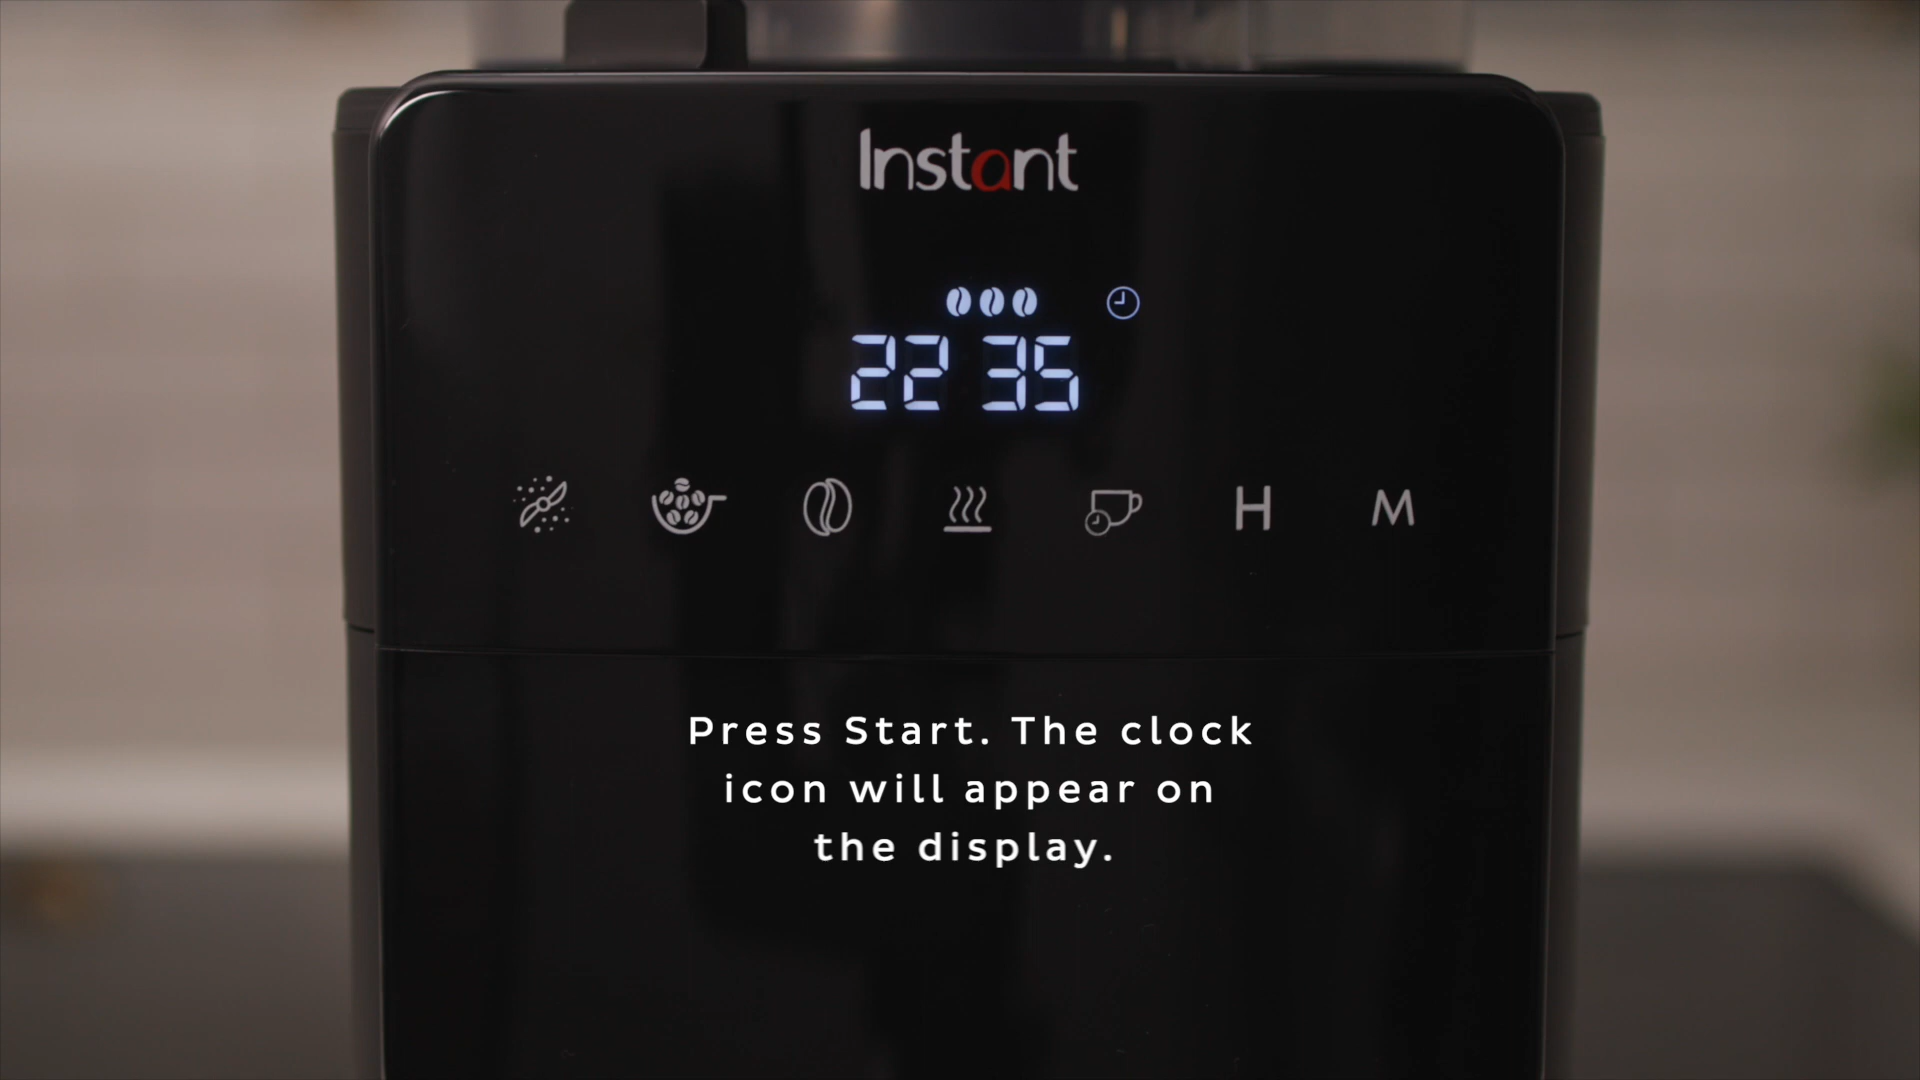 Instant
22 35
H M
Press Start. The clock
icon will appear on
the display.